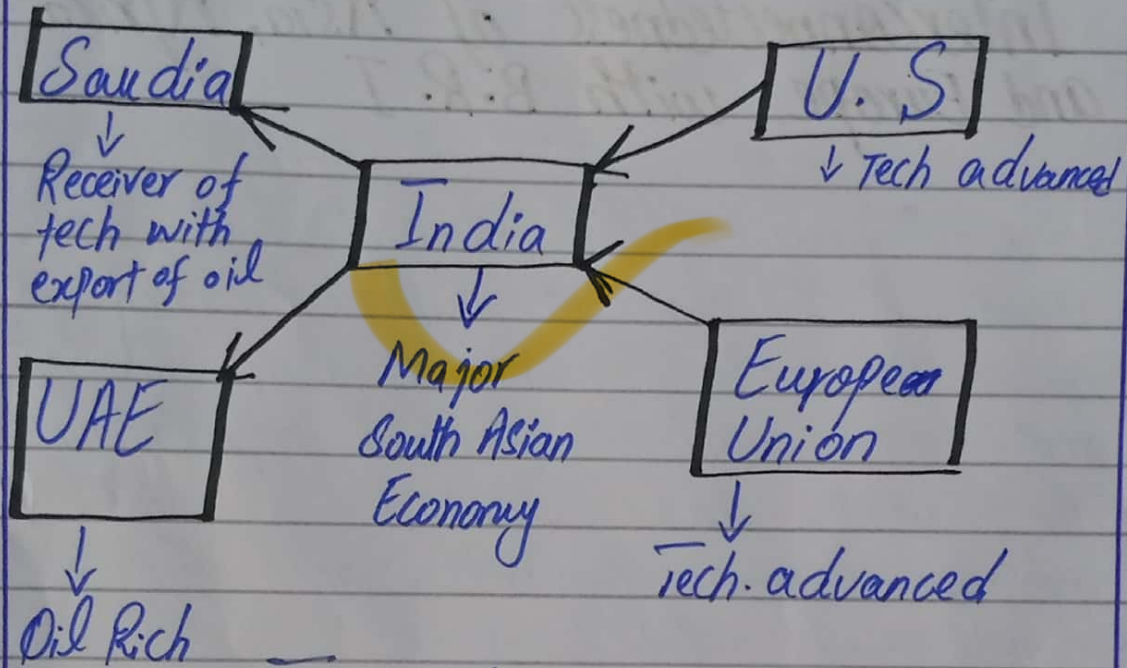 Saudia
↓
Receiver of
tech with
export of oil
U.S
↓ Tech advanced
India
↓
Major
South Asian
Economy
UAE
↓
Oil Rich
European
Union
↓
Tech. advanced